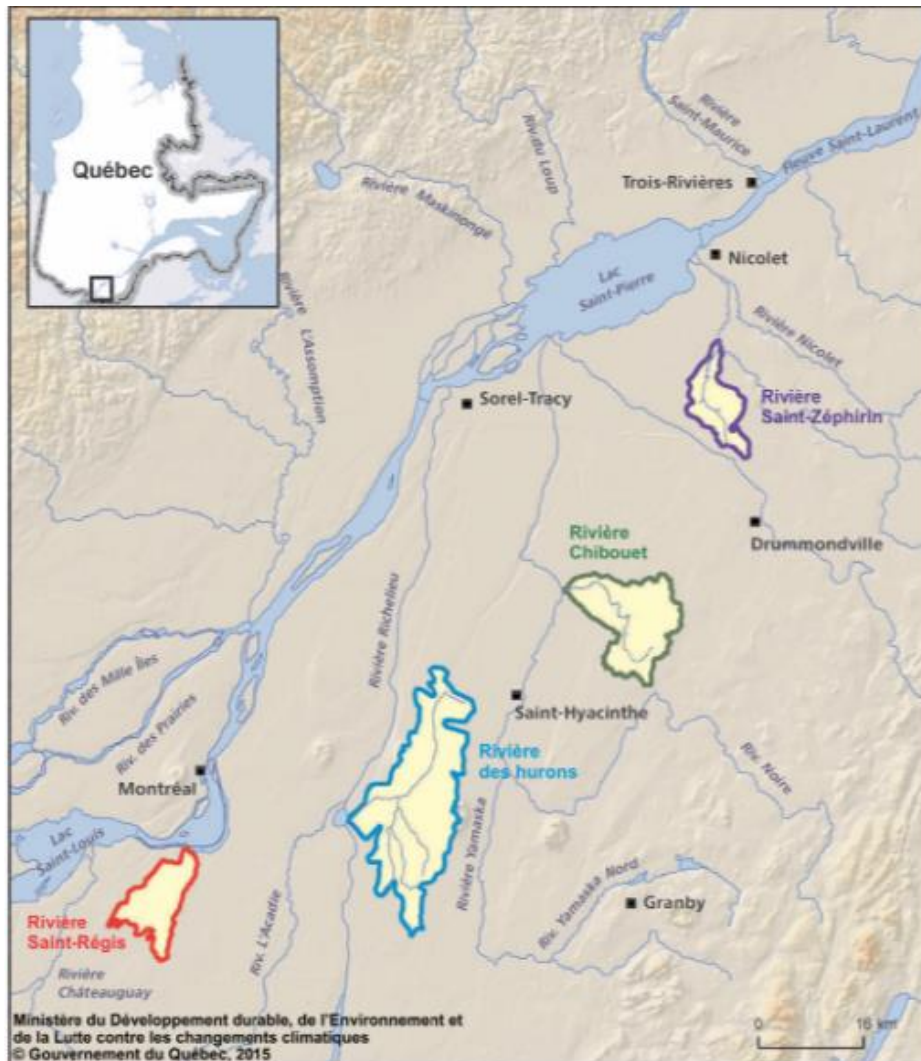 Québec
Rivière
Saint-Maurice
Fleuve Saint-Laurent
Riv. du Loup
Trois-Rivières
Rivière Maskinongé
Nicolet
Lac
Saint-Pierre
Rivière
L'Assomption
Rivière Nicolet
Sorel-Tracy
Rivière
Saint-Zéphirin
Drummondville
Rivière
Chibouet
Rivière Richelieu
Riv. des Mille Îles
Riv. des Prairies
Saint-Hyacinthe
Rivière
des hurons
Riv. Noire
Montréal
Lac
Saint-Louis
Rivière Yamaska
Riv. Yamaska Nord
Granby
Rivière
Saint-Régis
Riv. L'Acadie
Rivière
Châteauguay
Ministère du Développement durable, de l'Environnement et
de la Lutte contre les changements climatiques
© Gouvernement du Québec, 2015
0 16 km